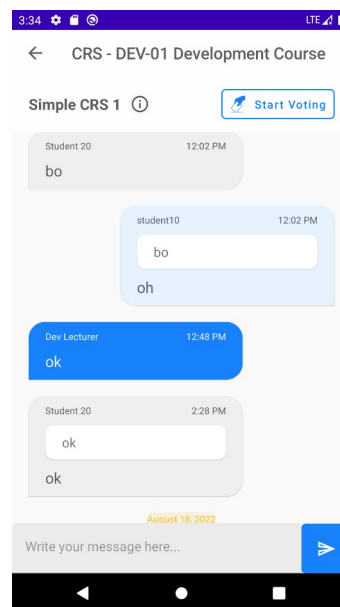 3:34 LTE
CRS - DEV-01 Development Course
Simple CRS 1 Start Voting
Student 20 12:02 PM
bo
student10 12:02 PM
bo
oh
Dev Lecturer 12:48 PM
ok
Student 20 2:28 PM
ok
ok
August 18, 2022
Write your message here...